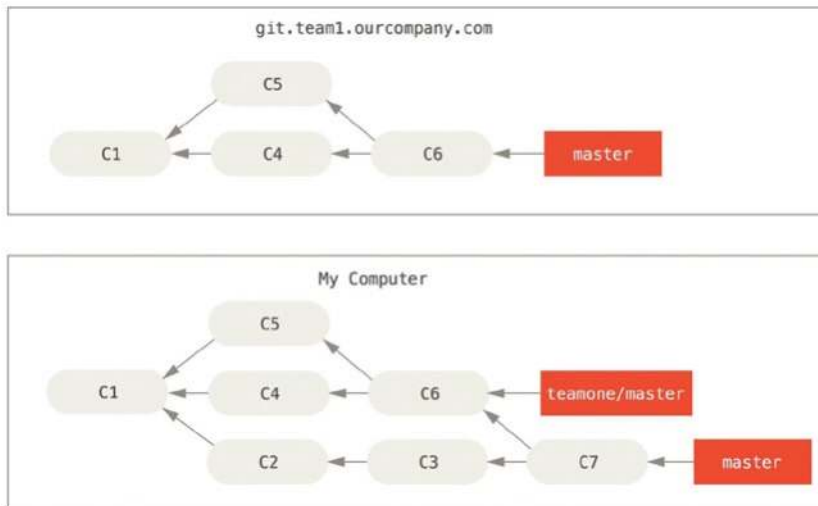 git.team1.ourcompany.com
C5
C1 C4 C6 master
My Computer
C5
C1 C4 C6 teamone/master
C2 C3 C7 master